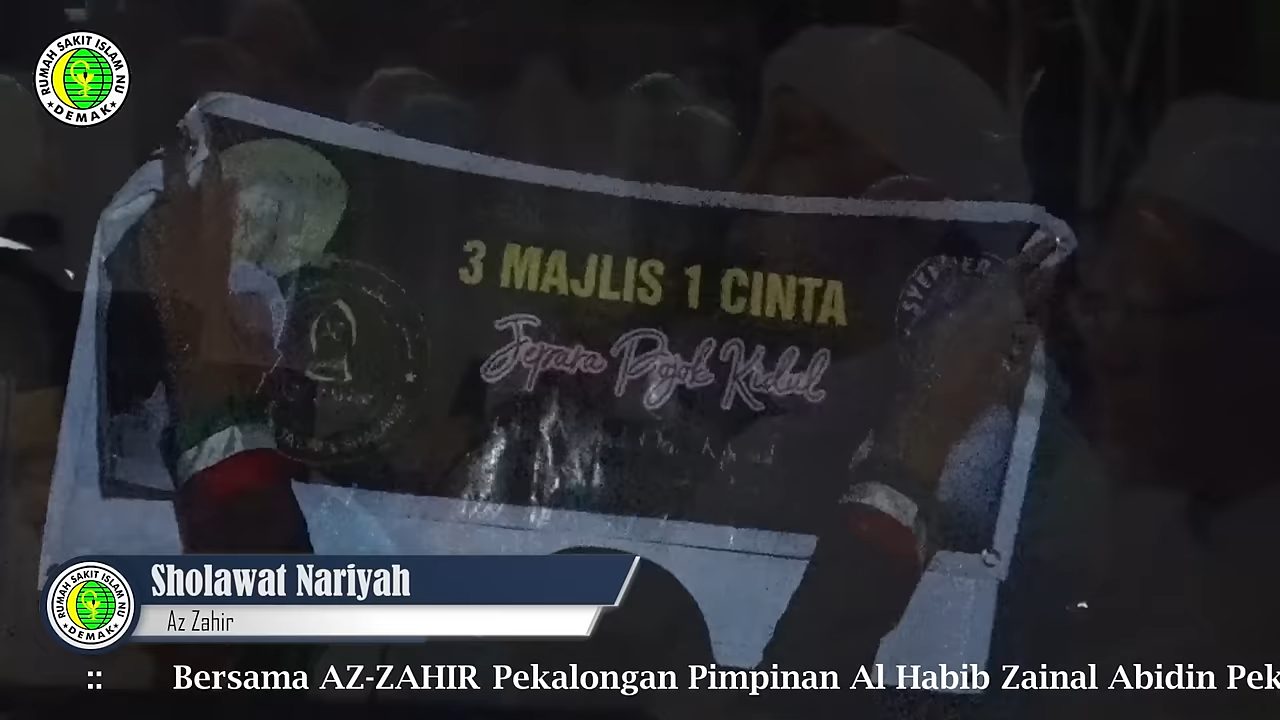 RUMAH SAKIT ISLAM NU
DEMAK
3 MAJLIS 1 CINTA
Jepara Pojok Kidul
RUMAH SAKIT ISLAM NU
DEMAK
Sholawat Nariyah
Az Zahir
:: Bersama AZ-ZAHIR Pekalongan Pimpinan Al Habib Zainal Abidin Pek